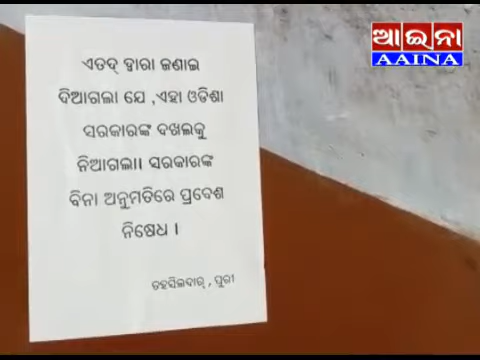 ଆଇନା
AAINA
ଏତଦ୍ ଦ୍ଵାରା ଜଣାଇ
ଦିଆଗଲା ଯେ ,ଏହା ଓଡିଶା
ସରକାରଙ୍କ ଦଖଲକୁ
ନିଆଗଲା। ସରକାରଙ୍କ
ବିନା ଅନୁମତିରେ ପ୍ରବେଶ
ନିଷେଧ ।
ତହସିଲଦାର୍ ,ପୁରୀ